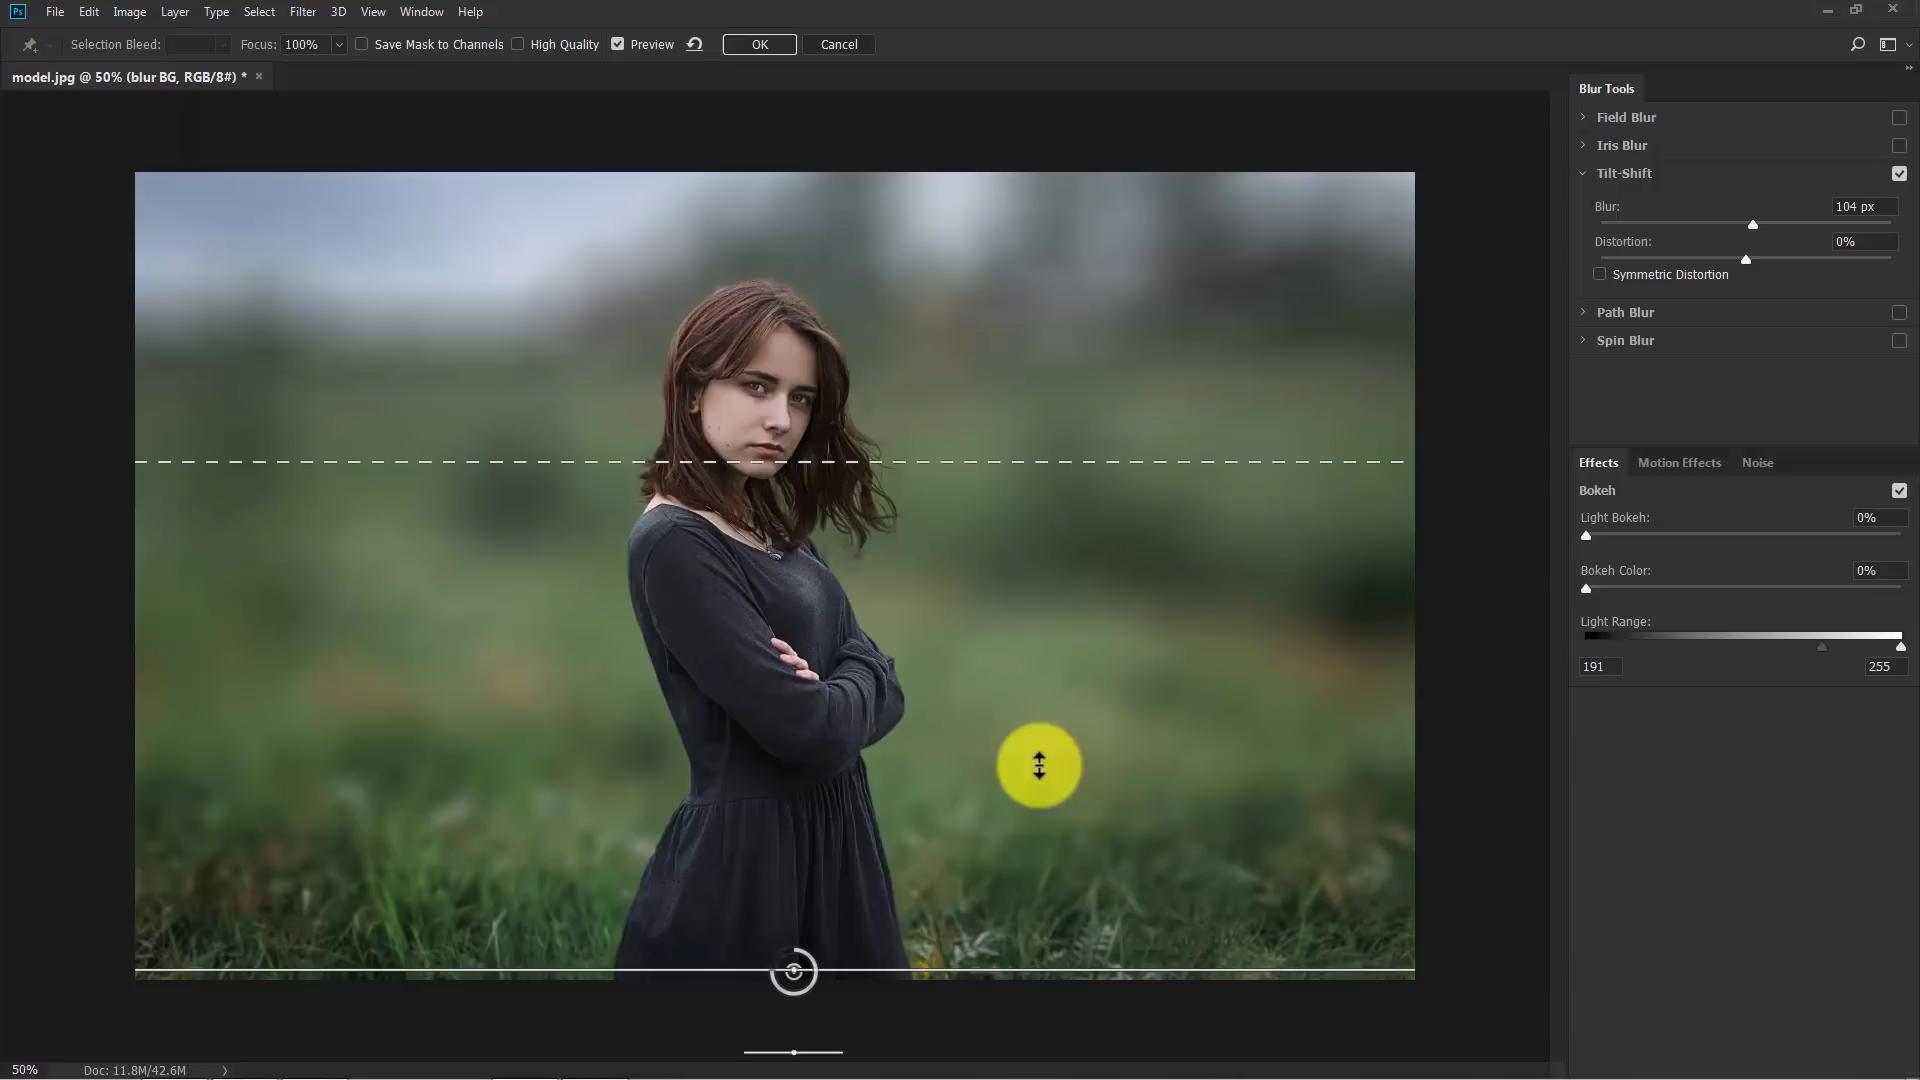 Ps File Edit Image Layer Type Select Filter 3D View Window Help
Selection Bleed: Focus: 100% Save Mask to Channels High Quality Preview OK Cancel
model.jpg @ 50% (blur BG, RGB/8#) * ×
Blur Tools
Field Blur
Iris Blur
Tilt-Shift
Blur: 104 px
Distortion: 0%
Symmetric Distortion
Path Blur
Spin Blur
Effects Motion Effects Noise
Bokeh
Light Bokeh: 0%
Bokeh Color: 0%
Light Range:
191 255
50% Doc: 11.8M/42.6M